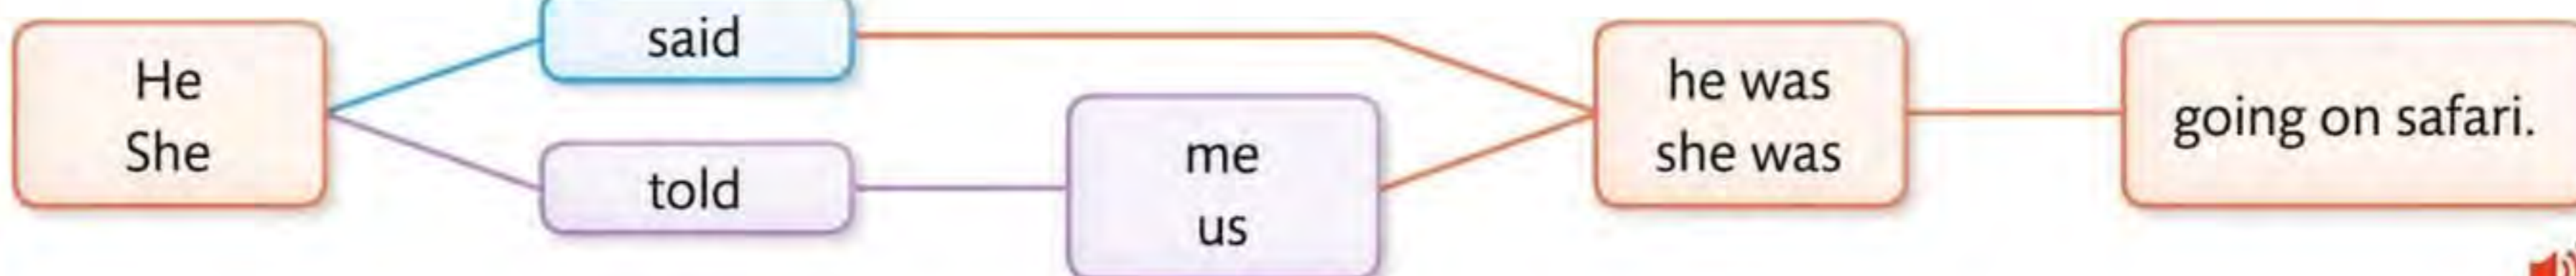 He
She
said
told
me
us
he was
she was
going on safari.